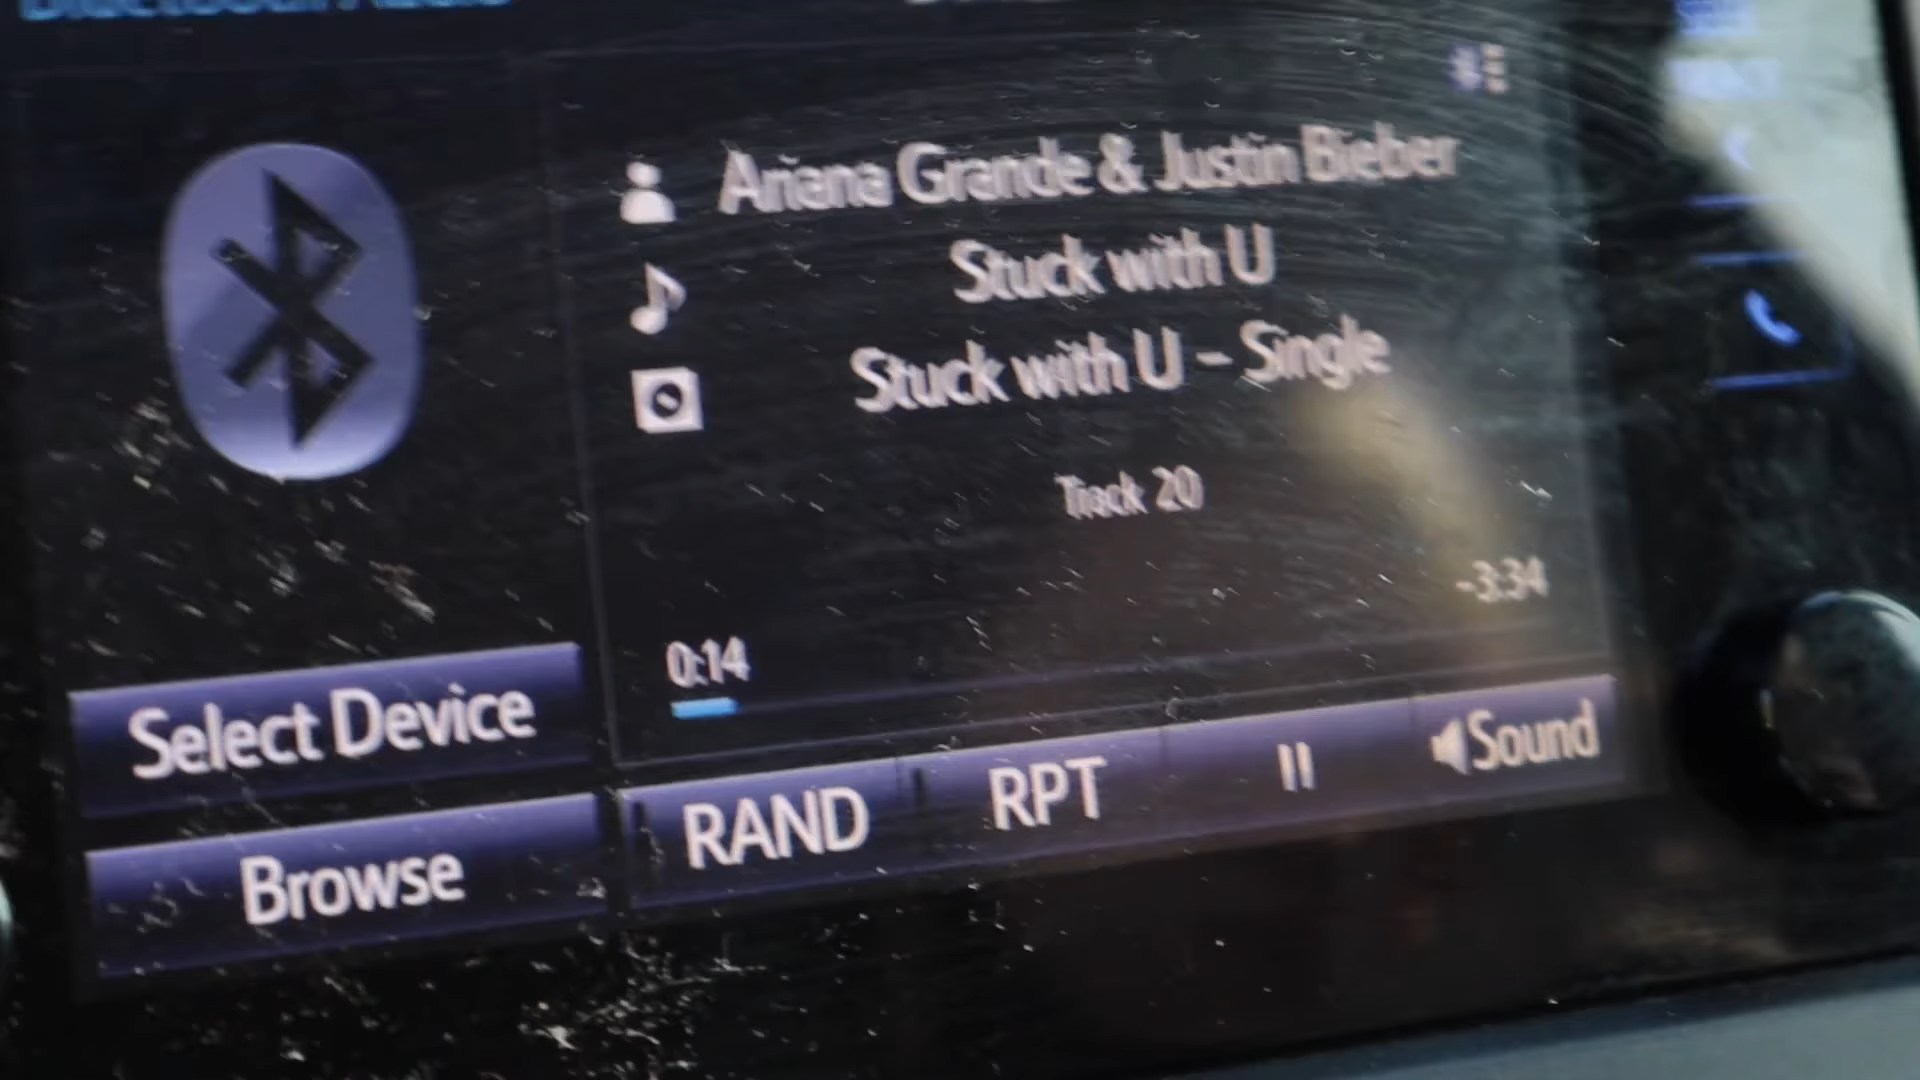 Ariana Grande & Justin Bieber
Stuck with U
Stuck with U - Single
Track 20
-3:34
0:14
Select Device
RAND
RPT
Sound
Browse